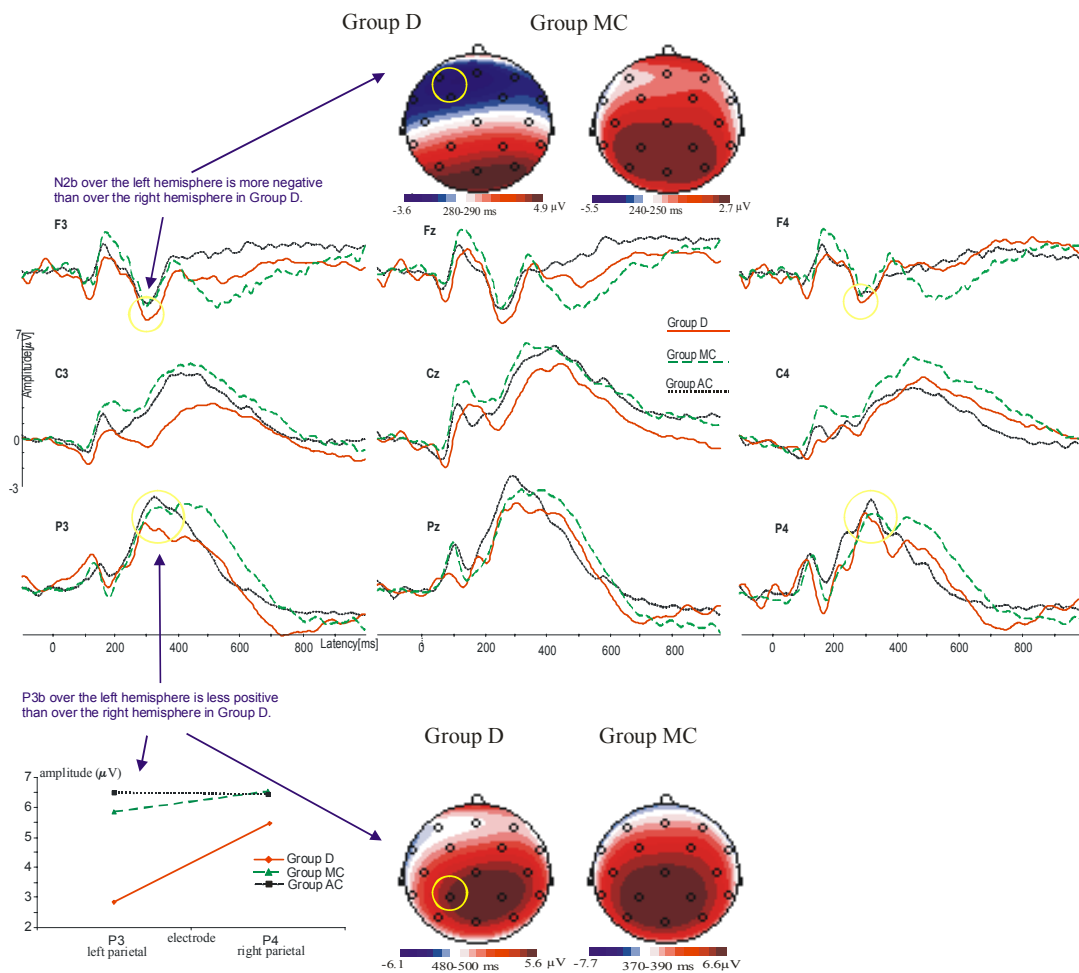 Group D
Group MC
-3.6
280-290 ms
4.9 µV
-5.5
240-250 ms
2.7 µV
N2b over the left hemisphere is more negative
than over the right hemisphere in Group D.
F3
Fz
F4
7
Amplitude[µV]
0
-3
C3
Cz
C4
Group D
Group MC
Group AC
P3
Pz
P4
0
200
400
600
800
Latency[ms]
0
200
400
600
800
0
200
400
600
800
P3b over the left hemisphere is less positive
than over the right hemisphere in Group D.
Group D
Group MC
amplitude (µV)
7
6
5
4
3
2
Group D
Group MC
Group AC
P3
left parietal
electrode
P4
right parietal
-6.1
480-500 ms
5.6 µV
-7.7
370-390 ms
6.6µV